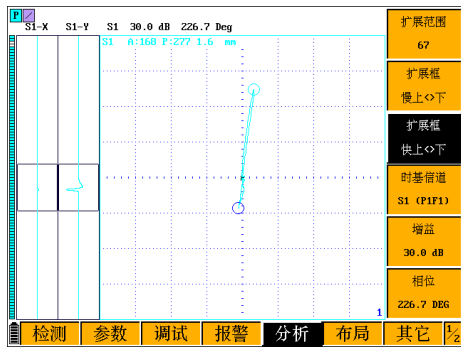 P
S1-X S1-Y S1 30.0 dB 226.7 Deg
S1 A:168 P:277 1.6 mm
1
扩展范围
67
扩展框
慢上<>下
扩展框
快上<>下
时基信道
S1 (P1F1)
增益
30.0 dB
相位
226.7 DEG
检测 参数 调试 报警 分析 布局 其它 1/2